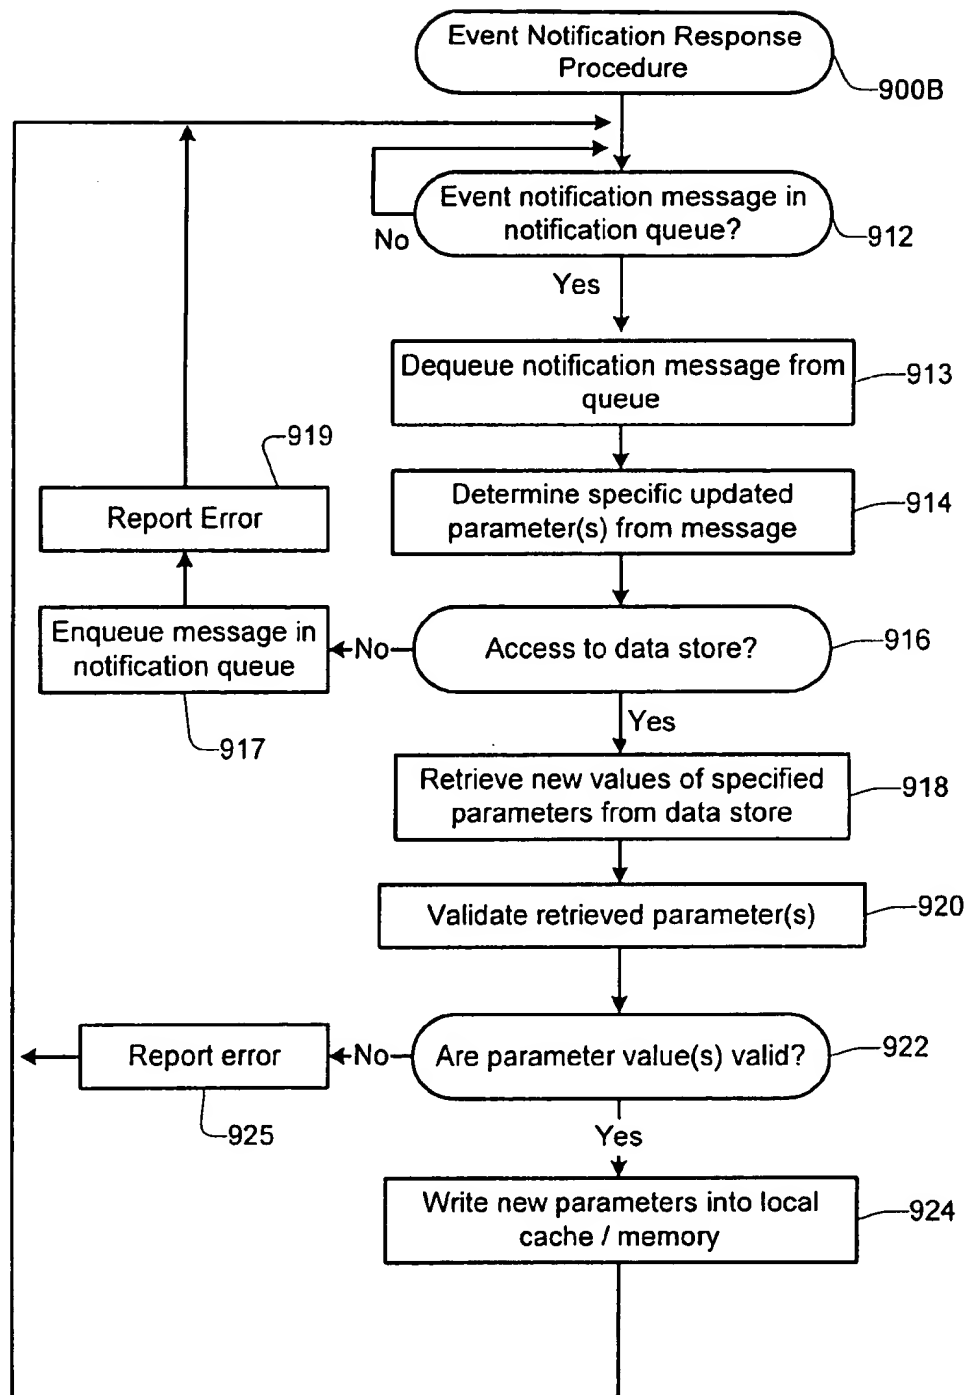 Event Notification Response
Procedure
900B
Event notification message in
notification queue?
912
No
Yes
Dequeue notification message from
queue
913
919
Report Error
Determine specific updated
parameter(s) from message
914
Enqueue message in
notification queue
917
No
Access to data store?
916
Yes
Retrieve new values of specified
parameters from data store
918
Validate retrieved parameter(s)
920
Report error
925
No
Are parameter value(s) valid?
922
Yes
Write new parameters into local
cache / memory
924